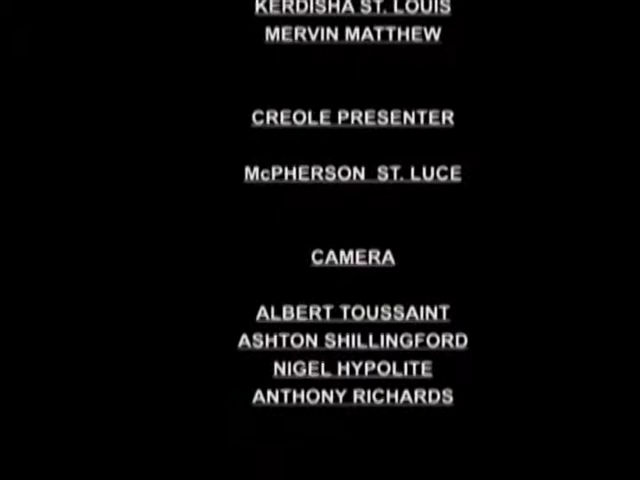 KERDISHA ST. LOUIS
MERVIN MATTHEW
CREOLE PRESENTER
McPHERSON ST. LUCE
CAMERA
ALBERT TOUSSAINT
ASHTON SHILLINGFORD
NIGEL HYPOLITE
ANTHONY RICHARDS